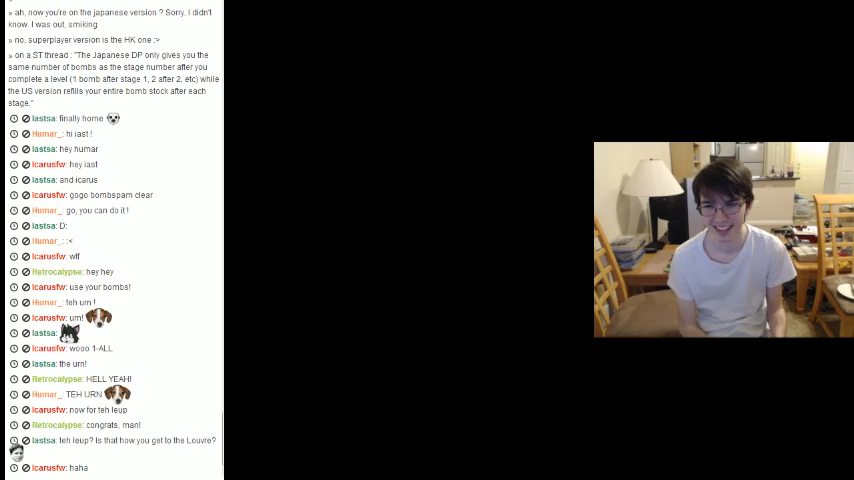 » ah, now you're on the japanese version ? Sorry, I didn't
know. I was out, smiking
» no, superplayer version is the HK one :>
» on a ST thread : "The Japanese DP only gives you the
same number of bombs as the stage number after you
complete a level (1 bomb after stage 1, 2 after 2, etc) while
the US version refills your entire bomb stock after each
stage."
lastsa: finally home
Humar_: hi iast !
lastsa: hey humar
Icarusfw: hey iast
lastsa: and icarus
Icarusfw: gogo bombspam clear
Humar_: go, you can do it !
lastsa: D:
Humar_: :<
Icarusfw: wtf
Retrocalypse: hey hey
Icarusfw: use your bombs!
Humar_: teh urn !
Icarusfw: urn!
lastsa:
Icarusfw: wooo 1-ALL
lastsa: the urn!
Retrocalypse: HELL YEAH!
Humar_: TEH URN
Icarusfw: now for teh leup
Retrocalypse: congrats, man!
lastsa: teh leup? Is that how you get to the Louvre?
Icarusfw: haha